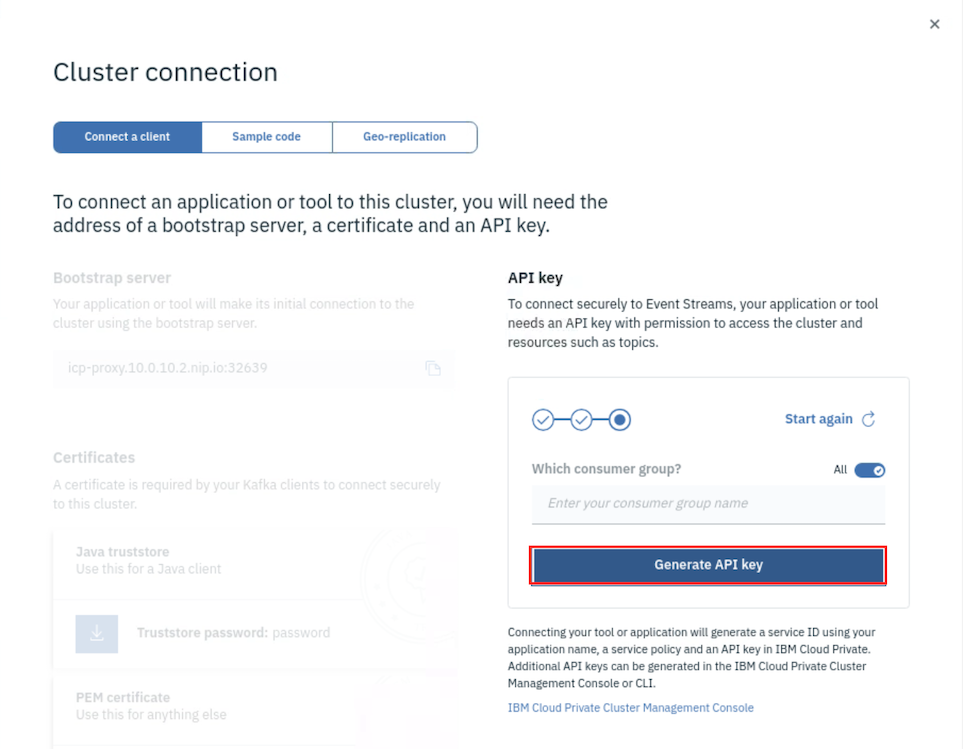 Cluster connection
Connect a client
Sample code
Geo-replication
To connect an application or tool to this cluster, you will need the
address of a bootstrap server, a certificate and an API key.
Bootstrap server
Your application or tool will make its initial connection to the
cluster using the bootstrap server.
icp-proxy.10.0.10.2.nip.io:32639
Certificates
A certificate is required by your Kafka clients to connect securely
to this cluster.
Java truststore
Use this for a Java client
Truststore password: password
PEM certificate
Use this for anything else
API key
To connect securely to Event Streams, your application or tool
needs an API key with permission to access the cluster and
resources such as topics.
Start again
Which consumer group?
All
Enter your consumer group name
Generate API key
Connecting your tool or application will generate a service ID using your
application name, a service policy and an API key in IBM Cloud Private.
Additional API keys can be generated in the IBM Cloud Private Cluster
Management Console or CLI.
IBM Cloud Private Cluster Management Console